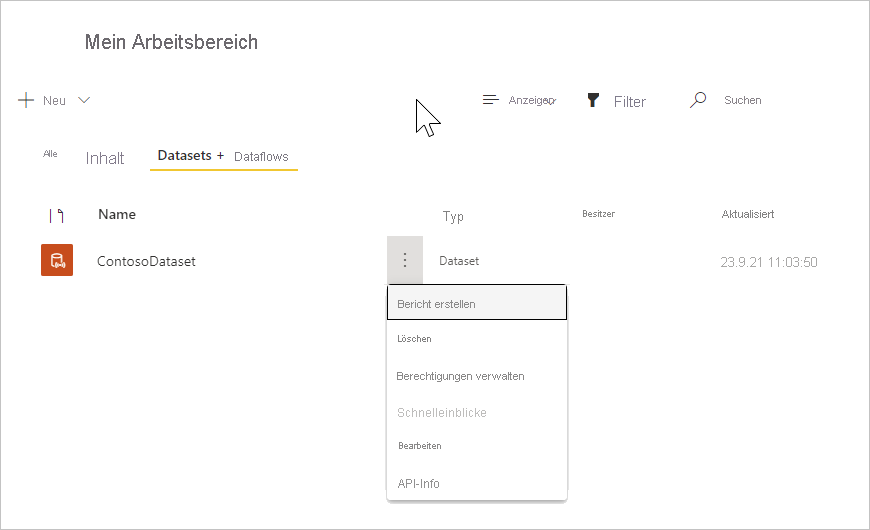 Mein Arbeitsbereich
Neu Anzeigen Filter Suchen
Alle Inhalt Datasets + Dataflows
Name Typ Besitzer Aktualisiert
ContosoDataset Dataset 23.9.21 11:03:50
Bericht erstellen
Löschen
Berechtigungen verwalten
Schnelleinblicke
Bearbeiten
API-Info